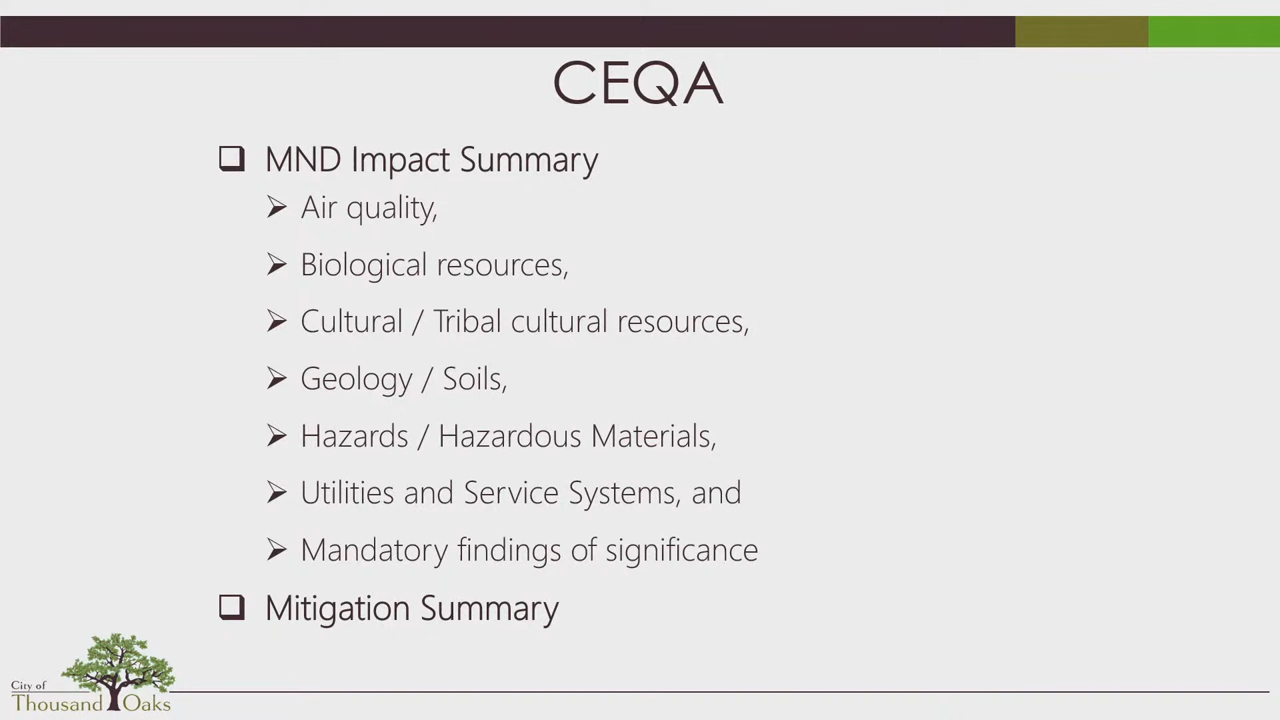 CEQA
MND Impact Summary
Air quality,
Biological resources,
Cultural / Tribal cultural resources,
Geology / Soils,
Hazards / Hazardous Materials,
Utilities and Service Systems, and
Mandatory findings of significance
Mitigation Summary
City of
Thousand Oaks